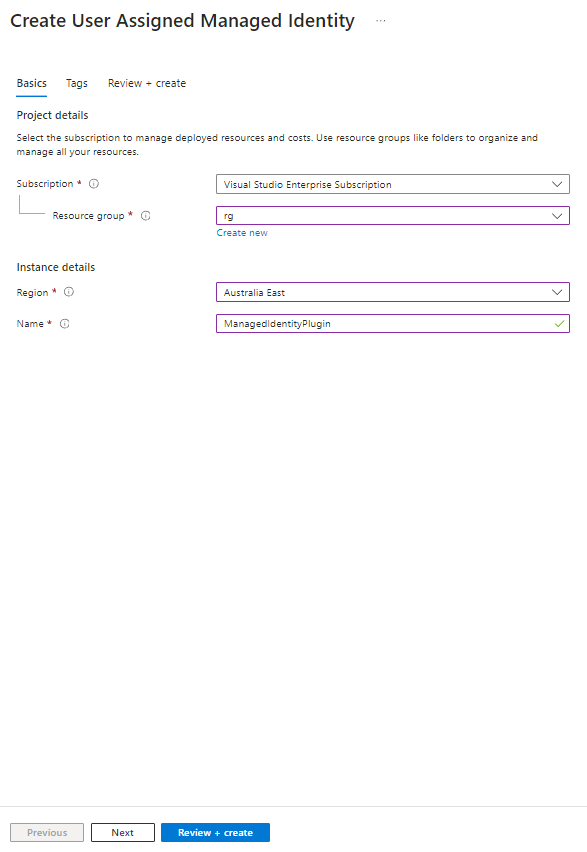 Create User Assigned Managed Identity ...
Basics Tags Review + create
Project details
Select the subscription to manage deployed resources and costs. Use resource groups like folders to organize and
manage all your resources.
Subscription * Visual Studio Enterprise Subscription
Resource group * rg
Create new
Instance details
Region * Australia East
Name * ManagedIdentityPlugin
Previous Next Review + create